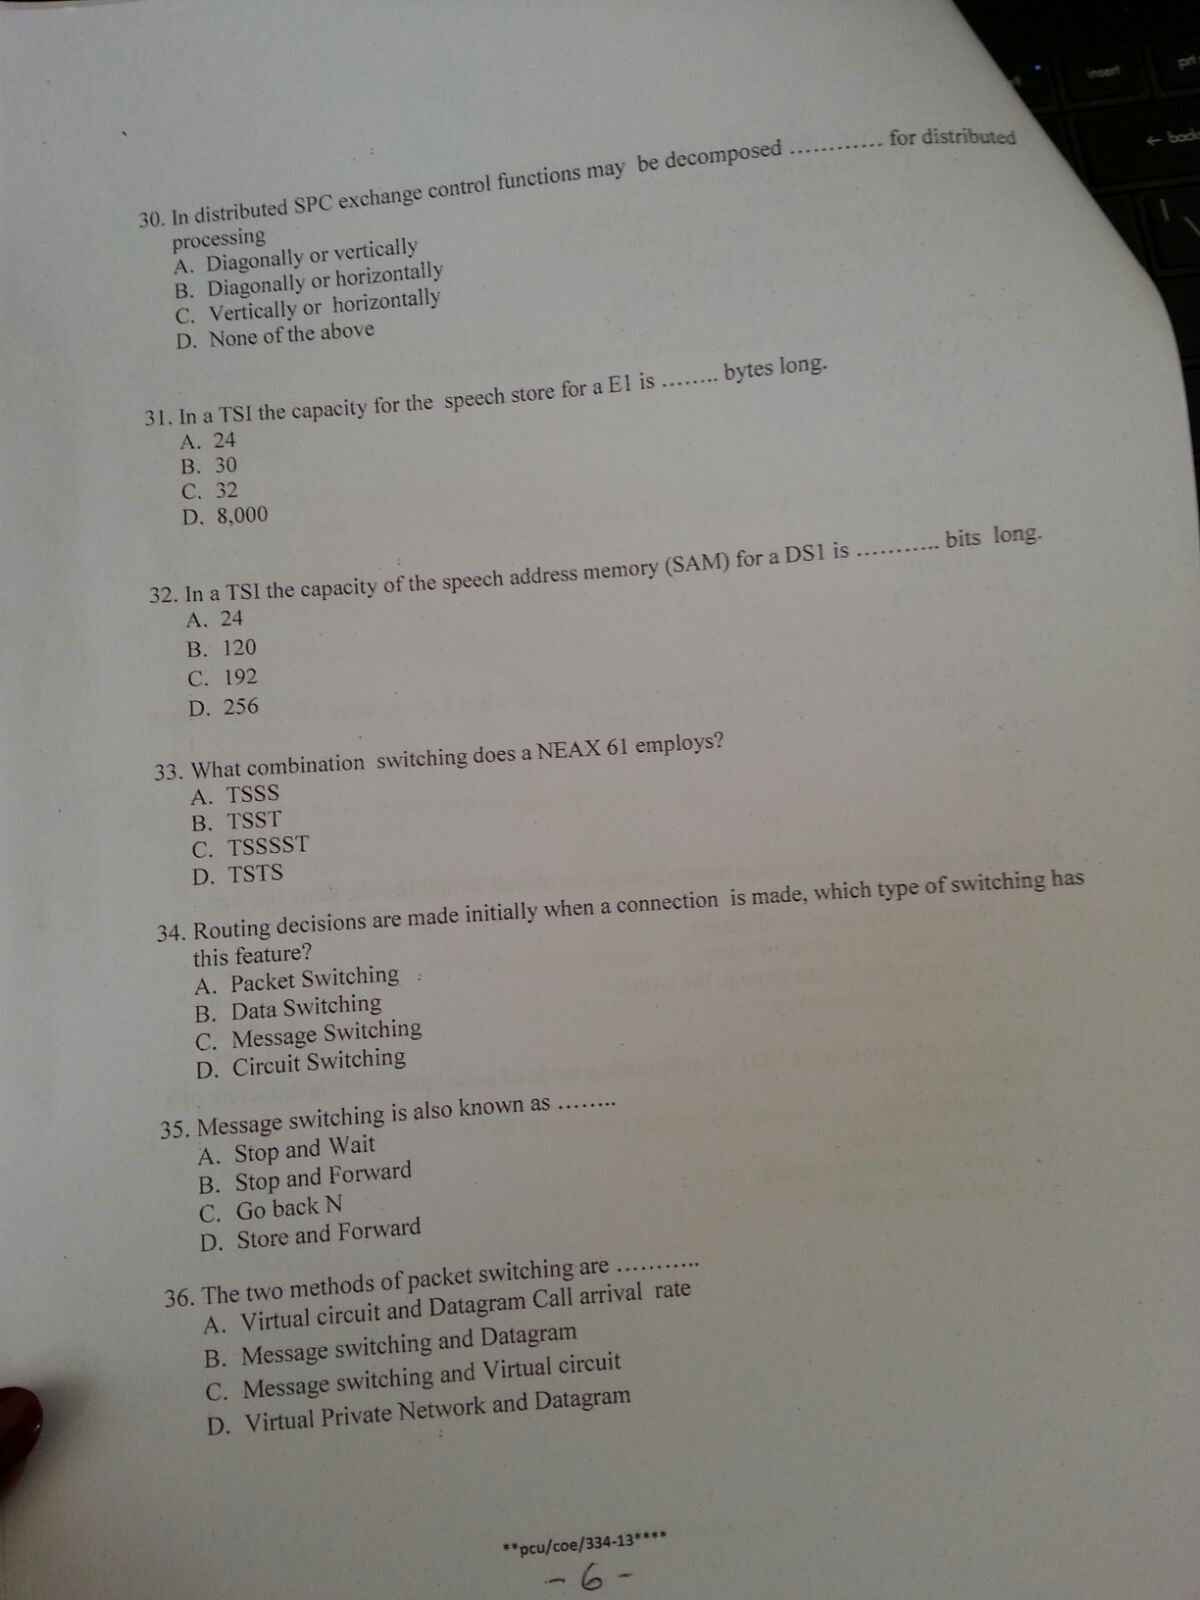 insert
prt
← back
30. In distributed SPC exchange control functions may be decomposed ............ for distributed
processing
A. Diagonally or vertically
B. Diagonally or horizontally
C. Vertically or horizontally
D. None of the above
31. In a TSI the capacity for the speech store for a E1 is ........ bytes long.
A. 24
B. 30
C. 32
D. 8,000
32. In a TSI the capacity of the speech address memory (SAM) for a DS1 is ........... bits long.
A. 24
B. 120
C. 192
D. 256
33. What combination switching does a NEAX 61 employs?
A. TSSS
B. TSST
C. TSSSST
D. TSTS
34. Routing decisions are made initially when a connection is made, which type of switching has
this feature?
A. Packet Switching
B. Data Switching
C. Message Switching
D. Circuit Switching
35. Message switching is also known as ........
A. Stop and Wait
B. Stop and Forward
C. Go back N
D. Store and Forward
36. The two methods of packet switching are ...........
A. Virtual circuit and Datagram Call arrival rate
B. Message switching and Datagram
C. Message switching and Virtual circuit
D. Virtual Private Network and Datagram
**pcu/coe/334-13****
- 6 -